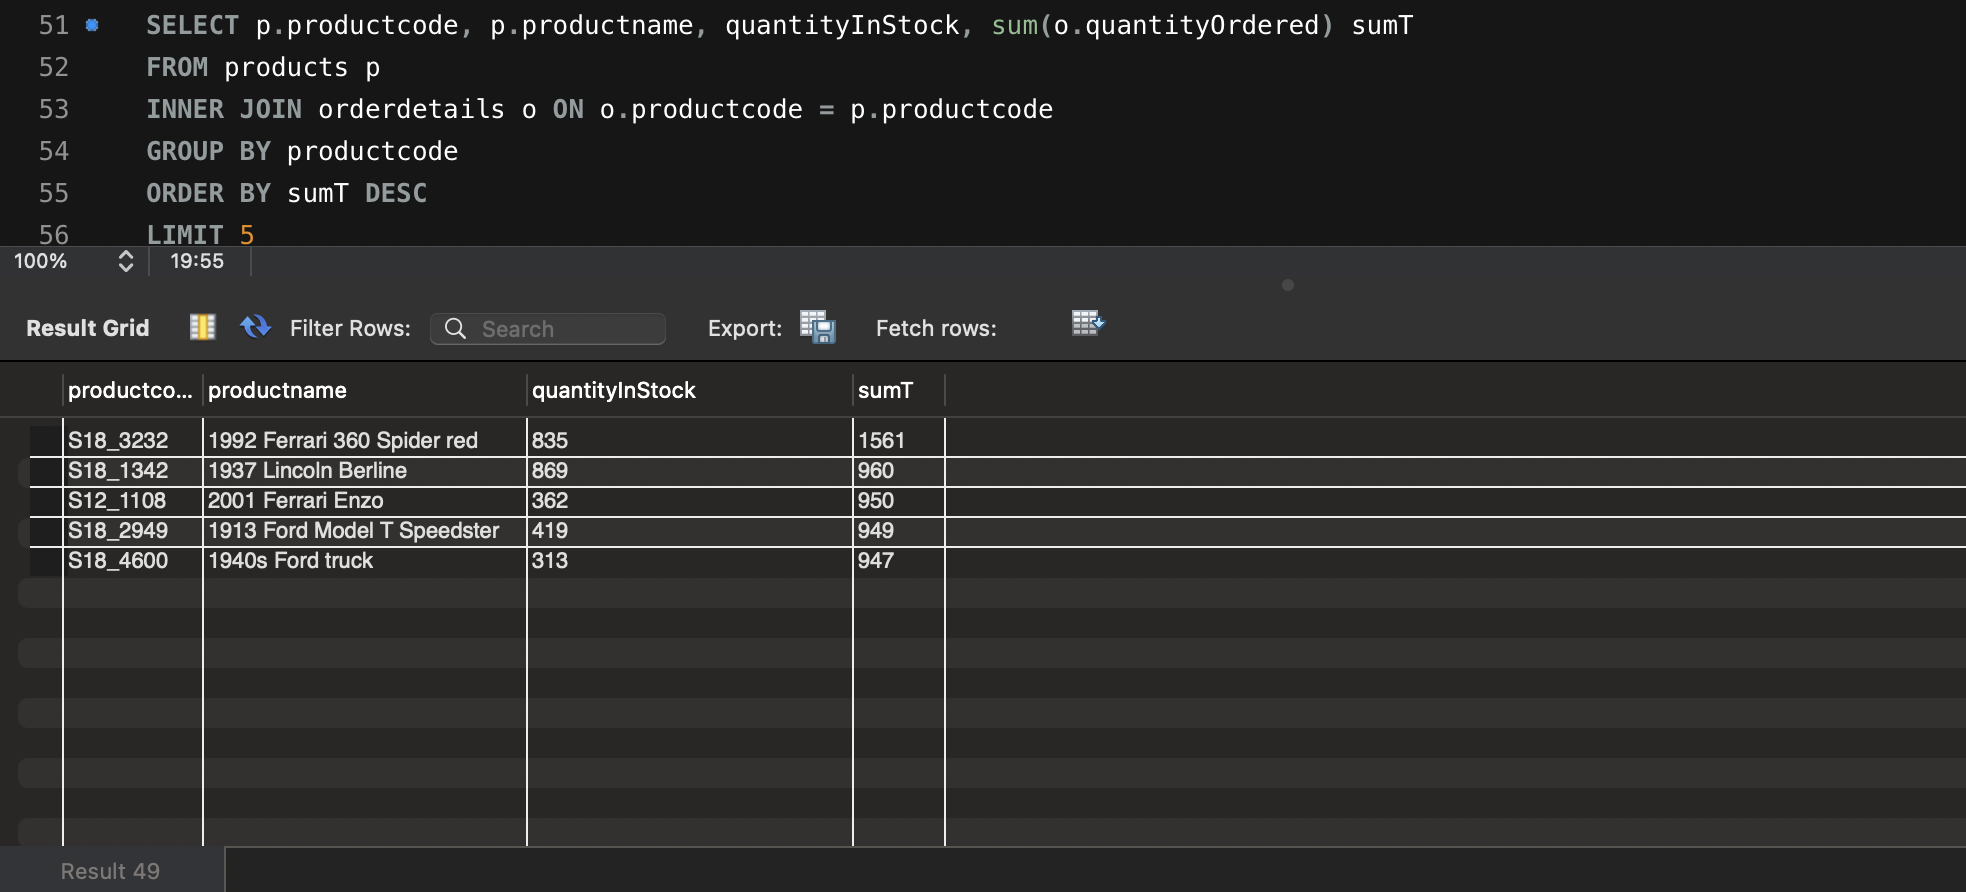 51 SELECT p.productcode, p.productname, quantityInStock, sum(o.quantityOrdered) sumT
52 FROM products p
53 INNER JOIN orderdetails o ON o.productcode = p.productcode
54 GROUP BY productcode
55 ORDER BY sumT DESC
56 LIMIT 5
100% 19:55
Result Grid Filter Rows: Search Export: Fetch rows:
productco... productname quantityInStock sumT
S18_3232 1992 Ferrari 360 Spider red 835 1561
S18_1342 1937 Lincoln Berline 869 960
S12_1108 2001 Ferrari Enzo 362 950
S18_2949 1913 Ford Model T Speedster 419 949
S18_4600 1940s Ford truck 313 947
Result 49